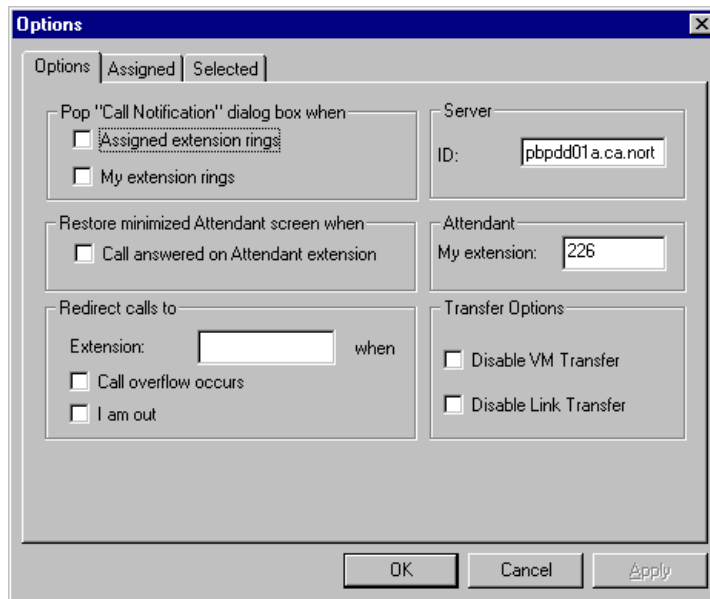 Options
Options Assigned Selected
Pop "Call Notification" dialog box when
Assigned extension rings
My extension rings
Server
ID: pbpdd01a.ca.nort
Restore minimized Attendant screen when
Call answered on Attendant extension
Attendant
My extension: 226
Redirect calls to
Extension: when
Call overflow occurs
I am out
Transfer Options
Disable VM Transfer
Disable Link Transfer
OK Cancel Apply